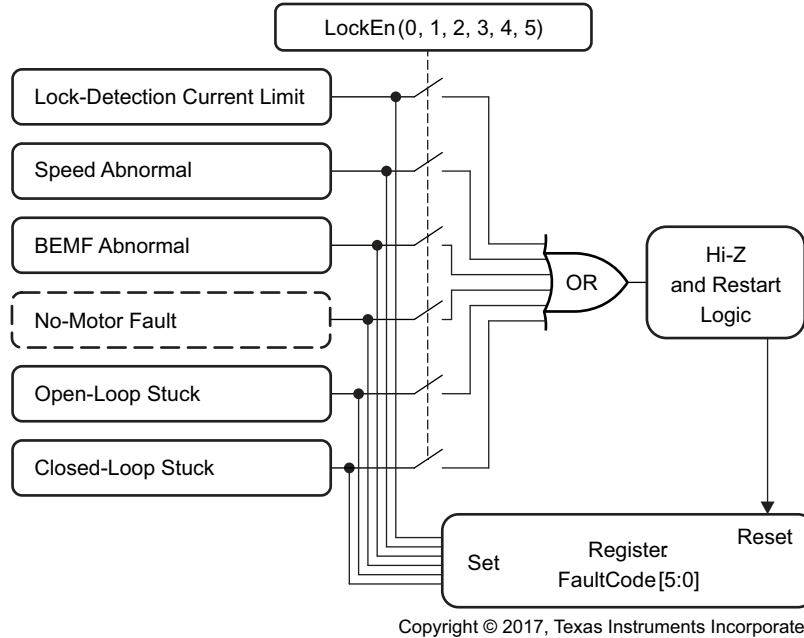 LockEn(0, 1, 2, 3, 4, 5)
Lock-Detection Current Limit
Speed Abnormal
BEMF Abnormal
No-Motor Fault
Open-Loop Stuck
Closed-Loop Stuck
OR
Hi-Z
and Restart
Logic
Reset
Set
Register:
FaultCode[5:0]
Copyright © 2017, Texas Instruments Incorporate